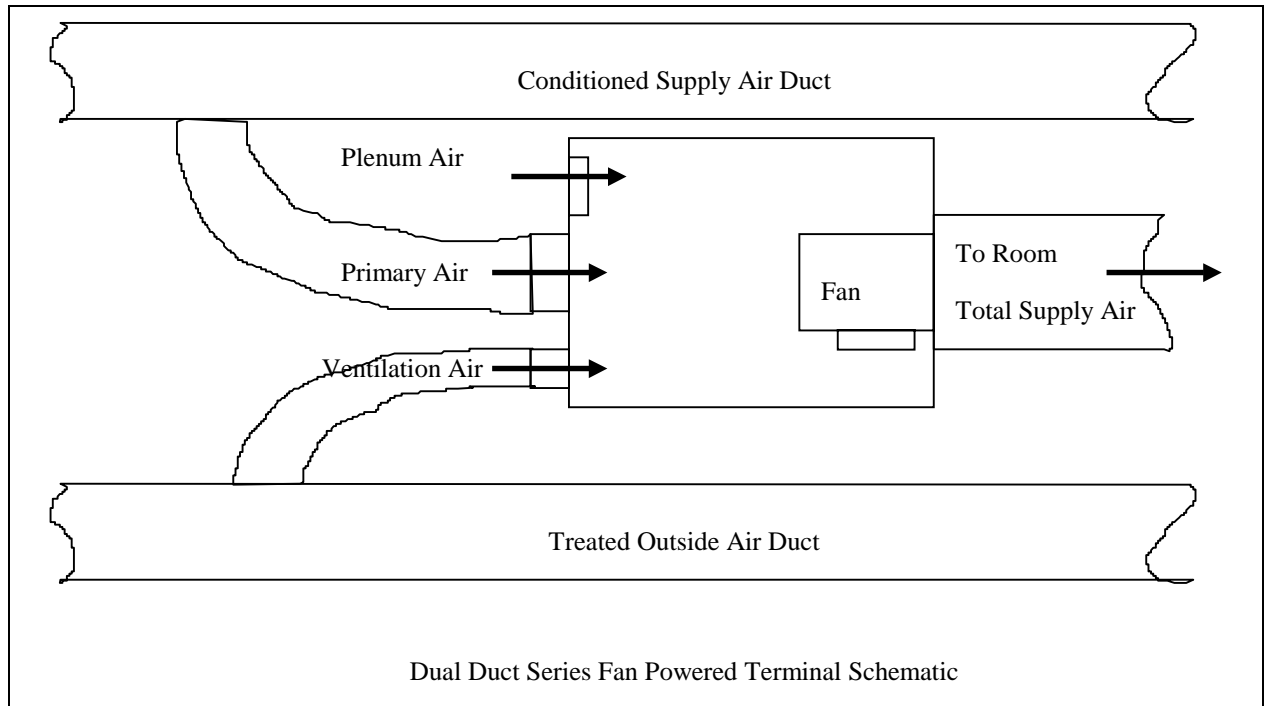 Conditioned Supply Air Duct
Plenum Air
Primary Air
To Room
Fan
Total Supply Air
Ventilation Air
Treated Outside Air Duct
Dual Duct Series Fan Powered Terminal Schematic